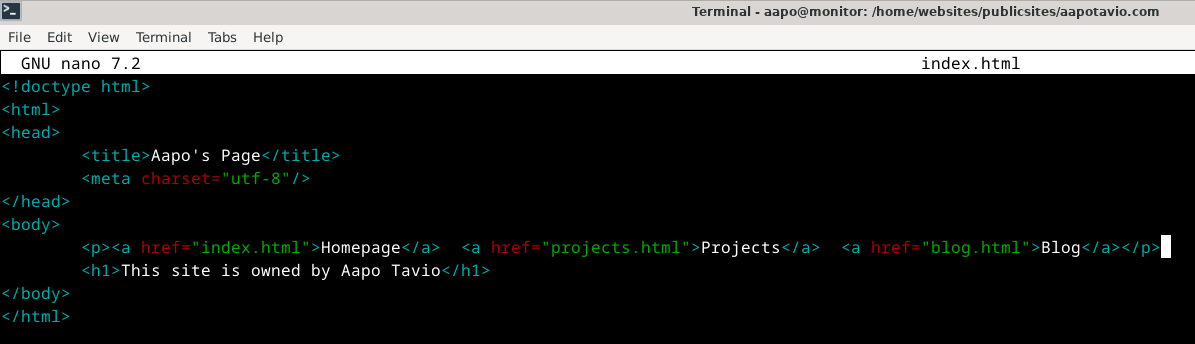 Terminal - aapo@monitor: /home/websites/publicsites/aapotavio.com
File Edit View Terminal Tabs Help
GNU nano 7.2 index.html
<!doctype html>
<html>
<head>
        <title>Aapo's Page</title>
        <meta charset="utf-8"/>
</head>
<body>
        <p><a href="index.html">Homepage</a>  <a href="projects.html">Projects</a>  <a href="blog.html">Blog</a></p>
        <h1>This site is owned by Aapo Tavio</h1>
</body>
</html>